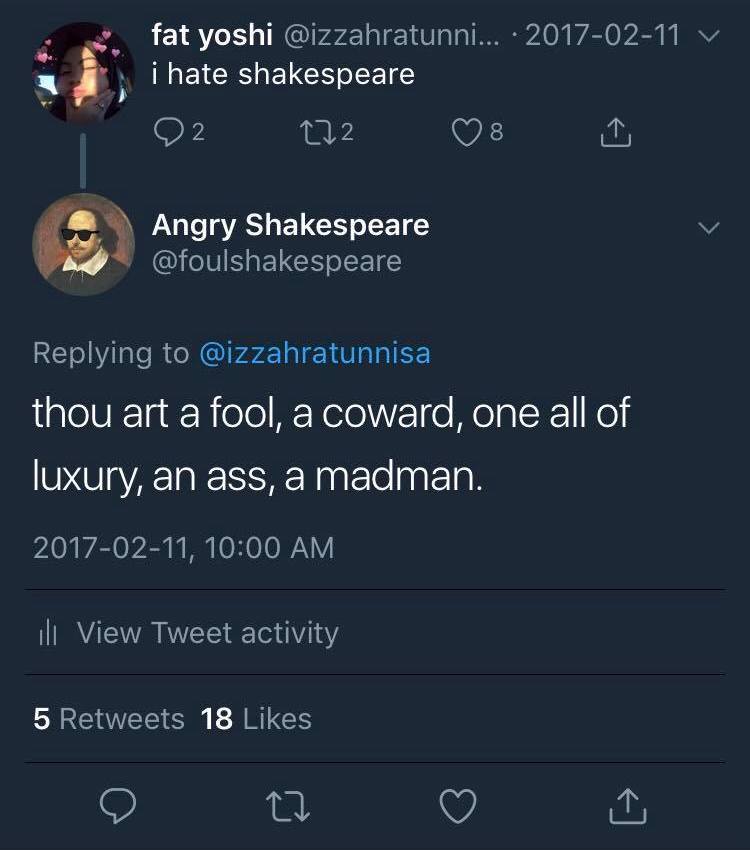 fat yoshi @izzahratunni... · 2017-02-11
i hate shakespeare
2 2 8
Angry Shakespeare
@foulshakespeare
Replying to @izzahratunnisa
thou art a fool, a coward, one all of
luxury, an ass, a madman.
2017-02-11, 10:00 AM
View Tweet activity
5 Retweets 18 Likes